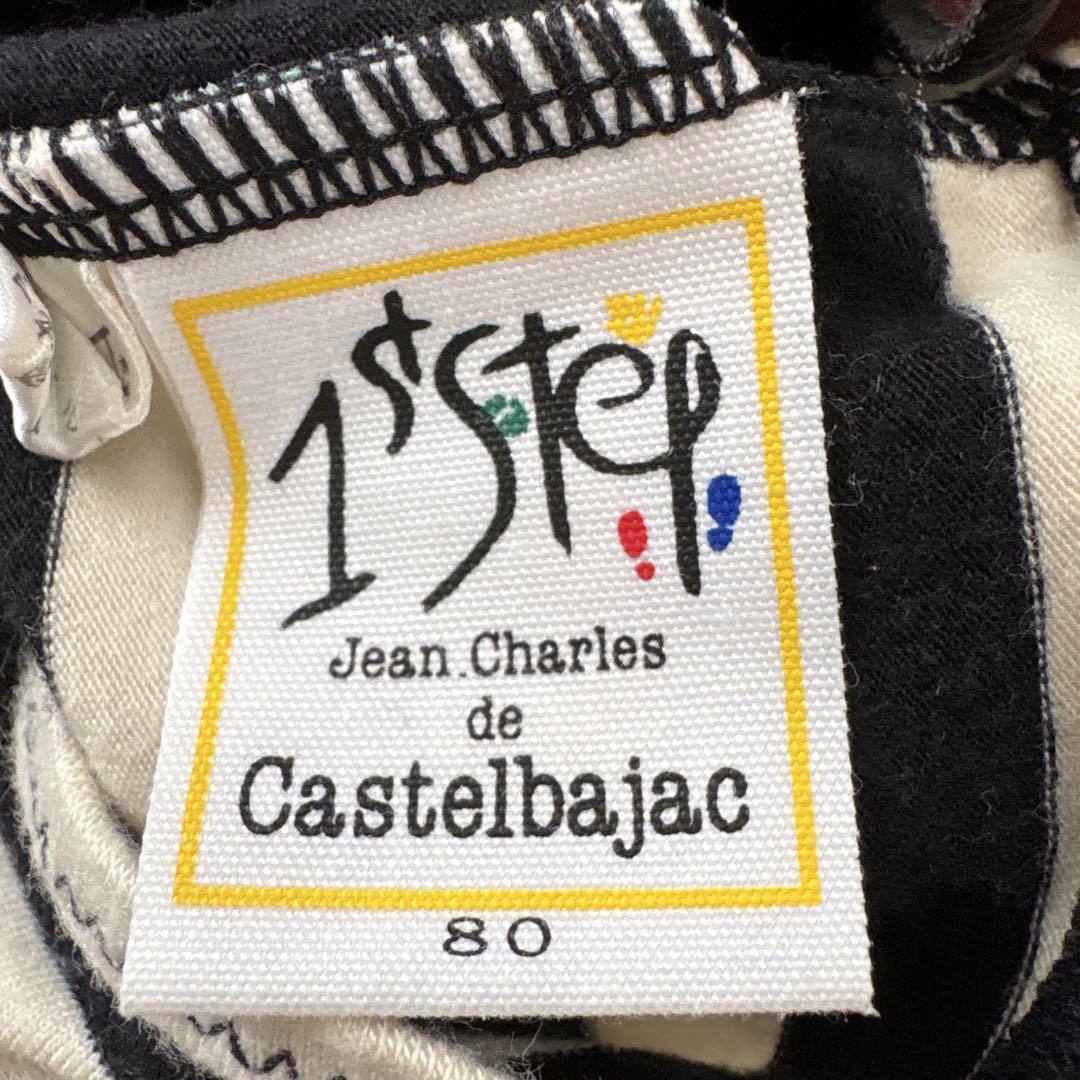 1st Step
Jean.Charles
de
Castelbajac
80